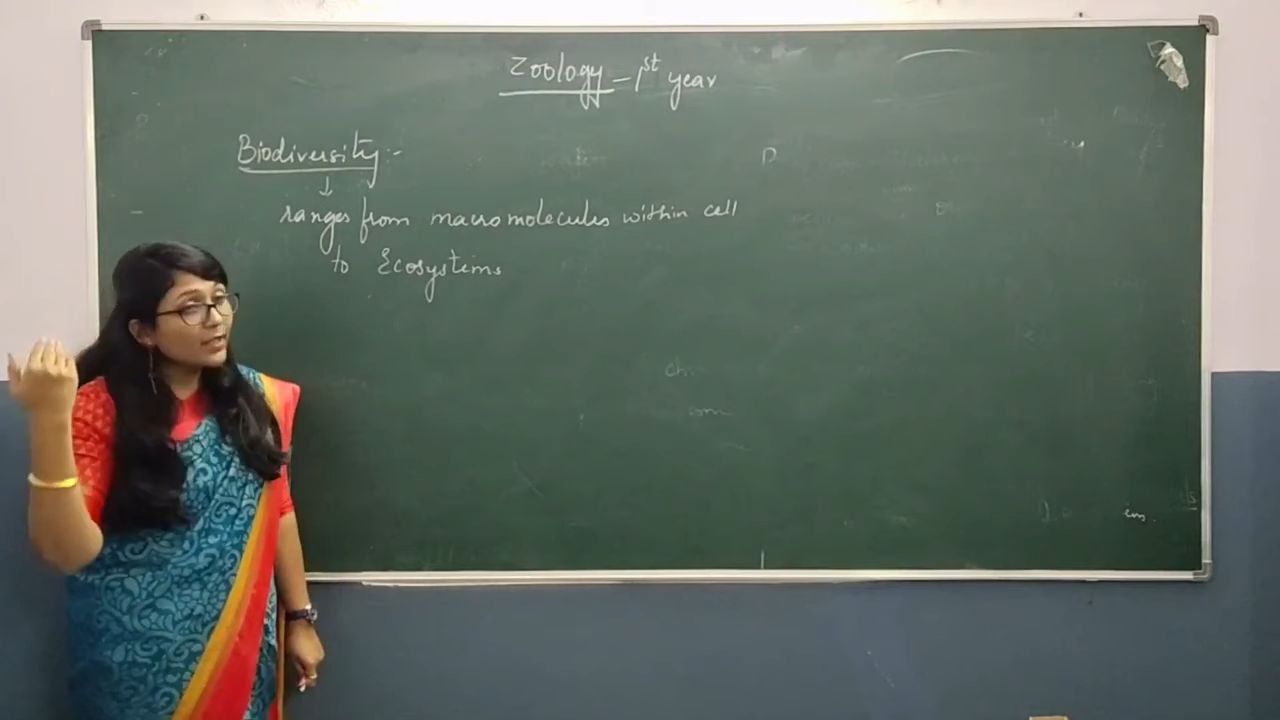 Zoology - 1st year
Biodiversity :-
↓
ranges from macromolecules within cell
to Ecosystems